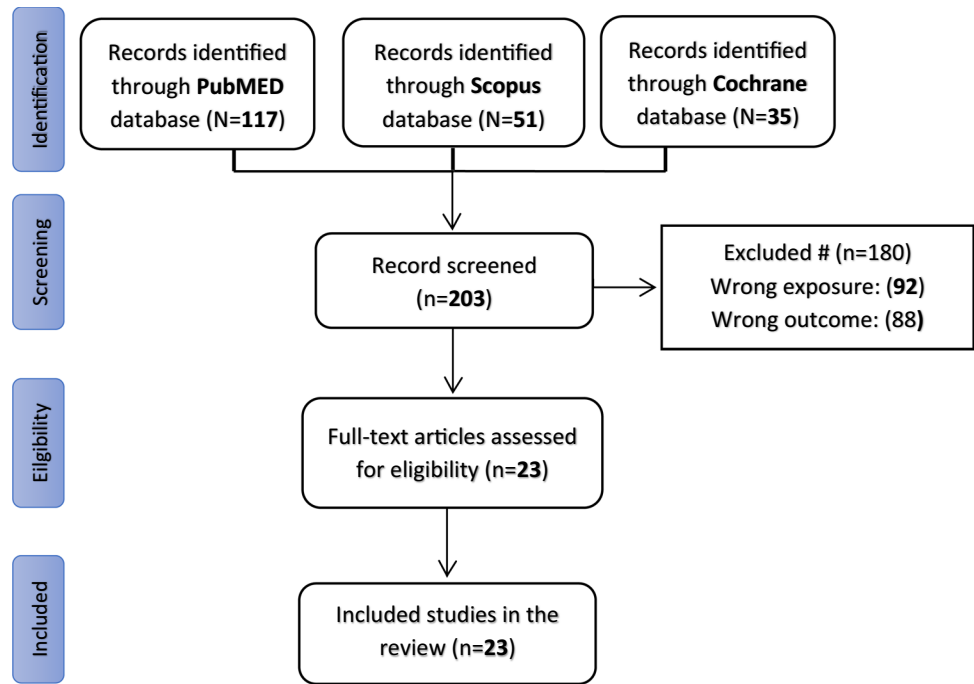 Identification
Records identified
through PubMED
database (N=117)
Records identified
through Scopus
database (N=51)
Records identified
through Cochrane
database (N=35)
Screening
Record screened
(n=203)
Excluded # (n=180)
Wrong exposure: (92)
Wrong outcome: (88)
Eilgibility
Full-text articles assessed
for eligibility (n=23)
Included
Included studies in the
review (n=23)